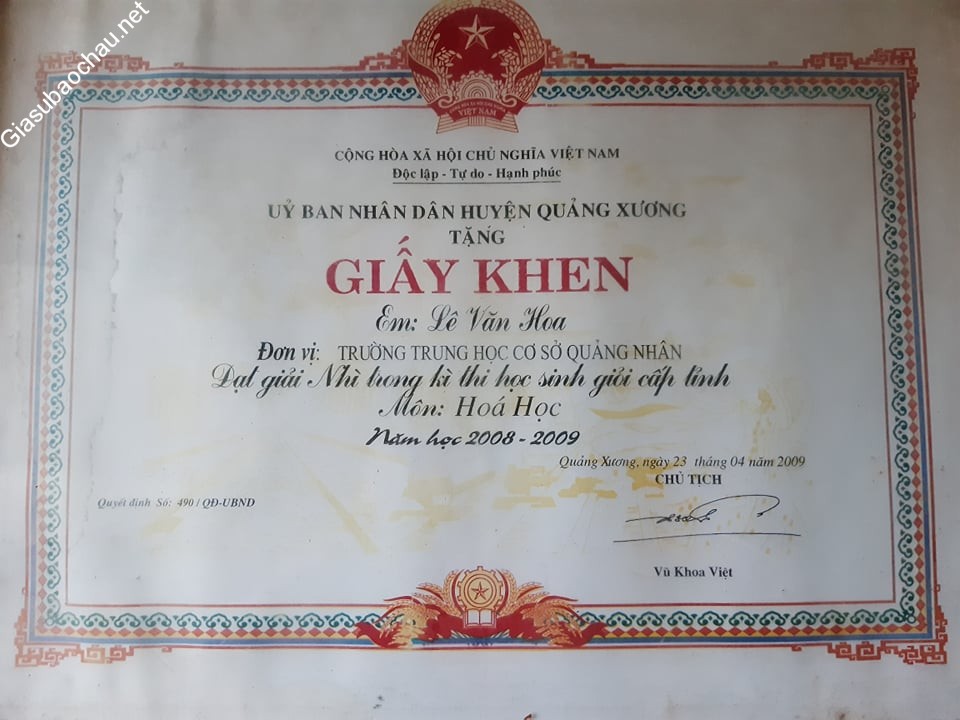 Giasubaochau.net
VIỆT NAM
CỘNG HÒA XÃ HỘI CHỦ NGHĨA VIỆT NAM
Độc lập - Tự do - Hạnh phúc
UỶ BAN NHÂN DÂN HUYỆN QUẢNG XƯƠNG
TẶNG
GIẤY KHEN
Em: Lê Văn Hoa
Đơn vị: TRƯỜNG TRUNG HỌC CƠ SỞ QUẢNG NHÂN
Đạt giải Nhì trong kì thi học sinh giỏi cấp tỉnh
Môn: Hoá Học
Năm học 2008 - 2009
Quảng Xương, ngày 23 tháng 04 năm 2009
CHỦ TỊCH
Quyết định Số: 490 / QĐ-UBND
Vũ Khoa Việt